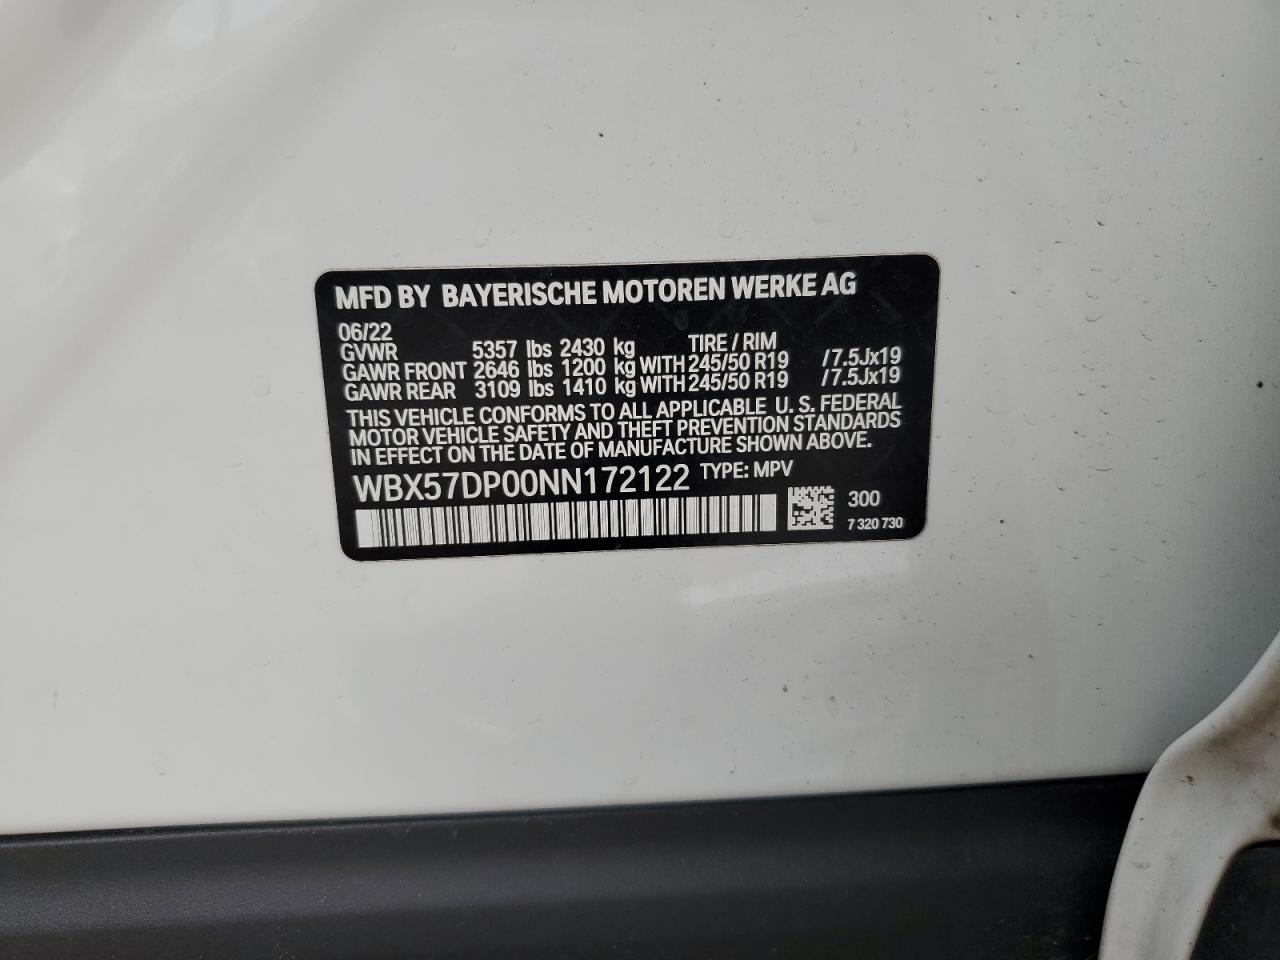 MFD BY BAYERISCHE MOTOREN WERKE AG
06/22 TIRE / RIM
GVWR 5357 lbs 2430 kg
GAWR FRONT 2646 lbs 1200 kg WITH 245/50 R19 /7.5Jx19
GAWR REAR 3109 lbs 1410 kg WITH 245/50 R19 /7.5Jx19
THIS VEHICLE CONFORMS TO ALL APPLICABLE U. S. FEDERAL
MOTOR VEHICLE SAFETY AND THEFT PREVENTION STANDARDS
IN EFFECT ON THE DATE OF MANUFACTURE SHOWN ABOVE.
WBX57DP00NN172122 TYPE: MPV
300
7 320 730